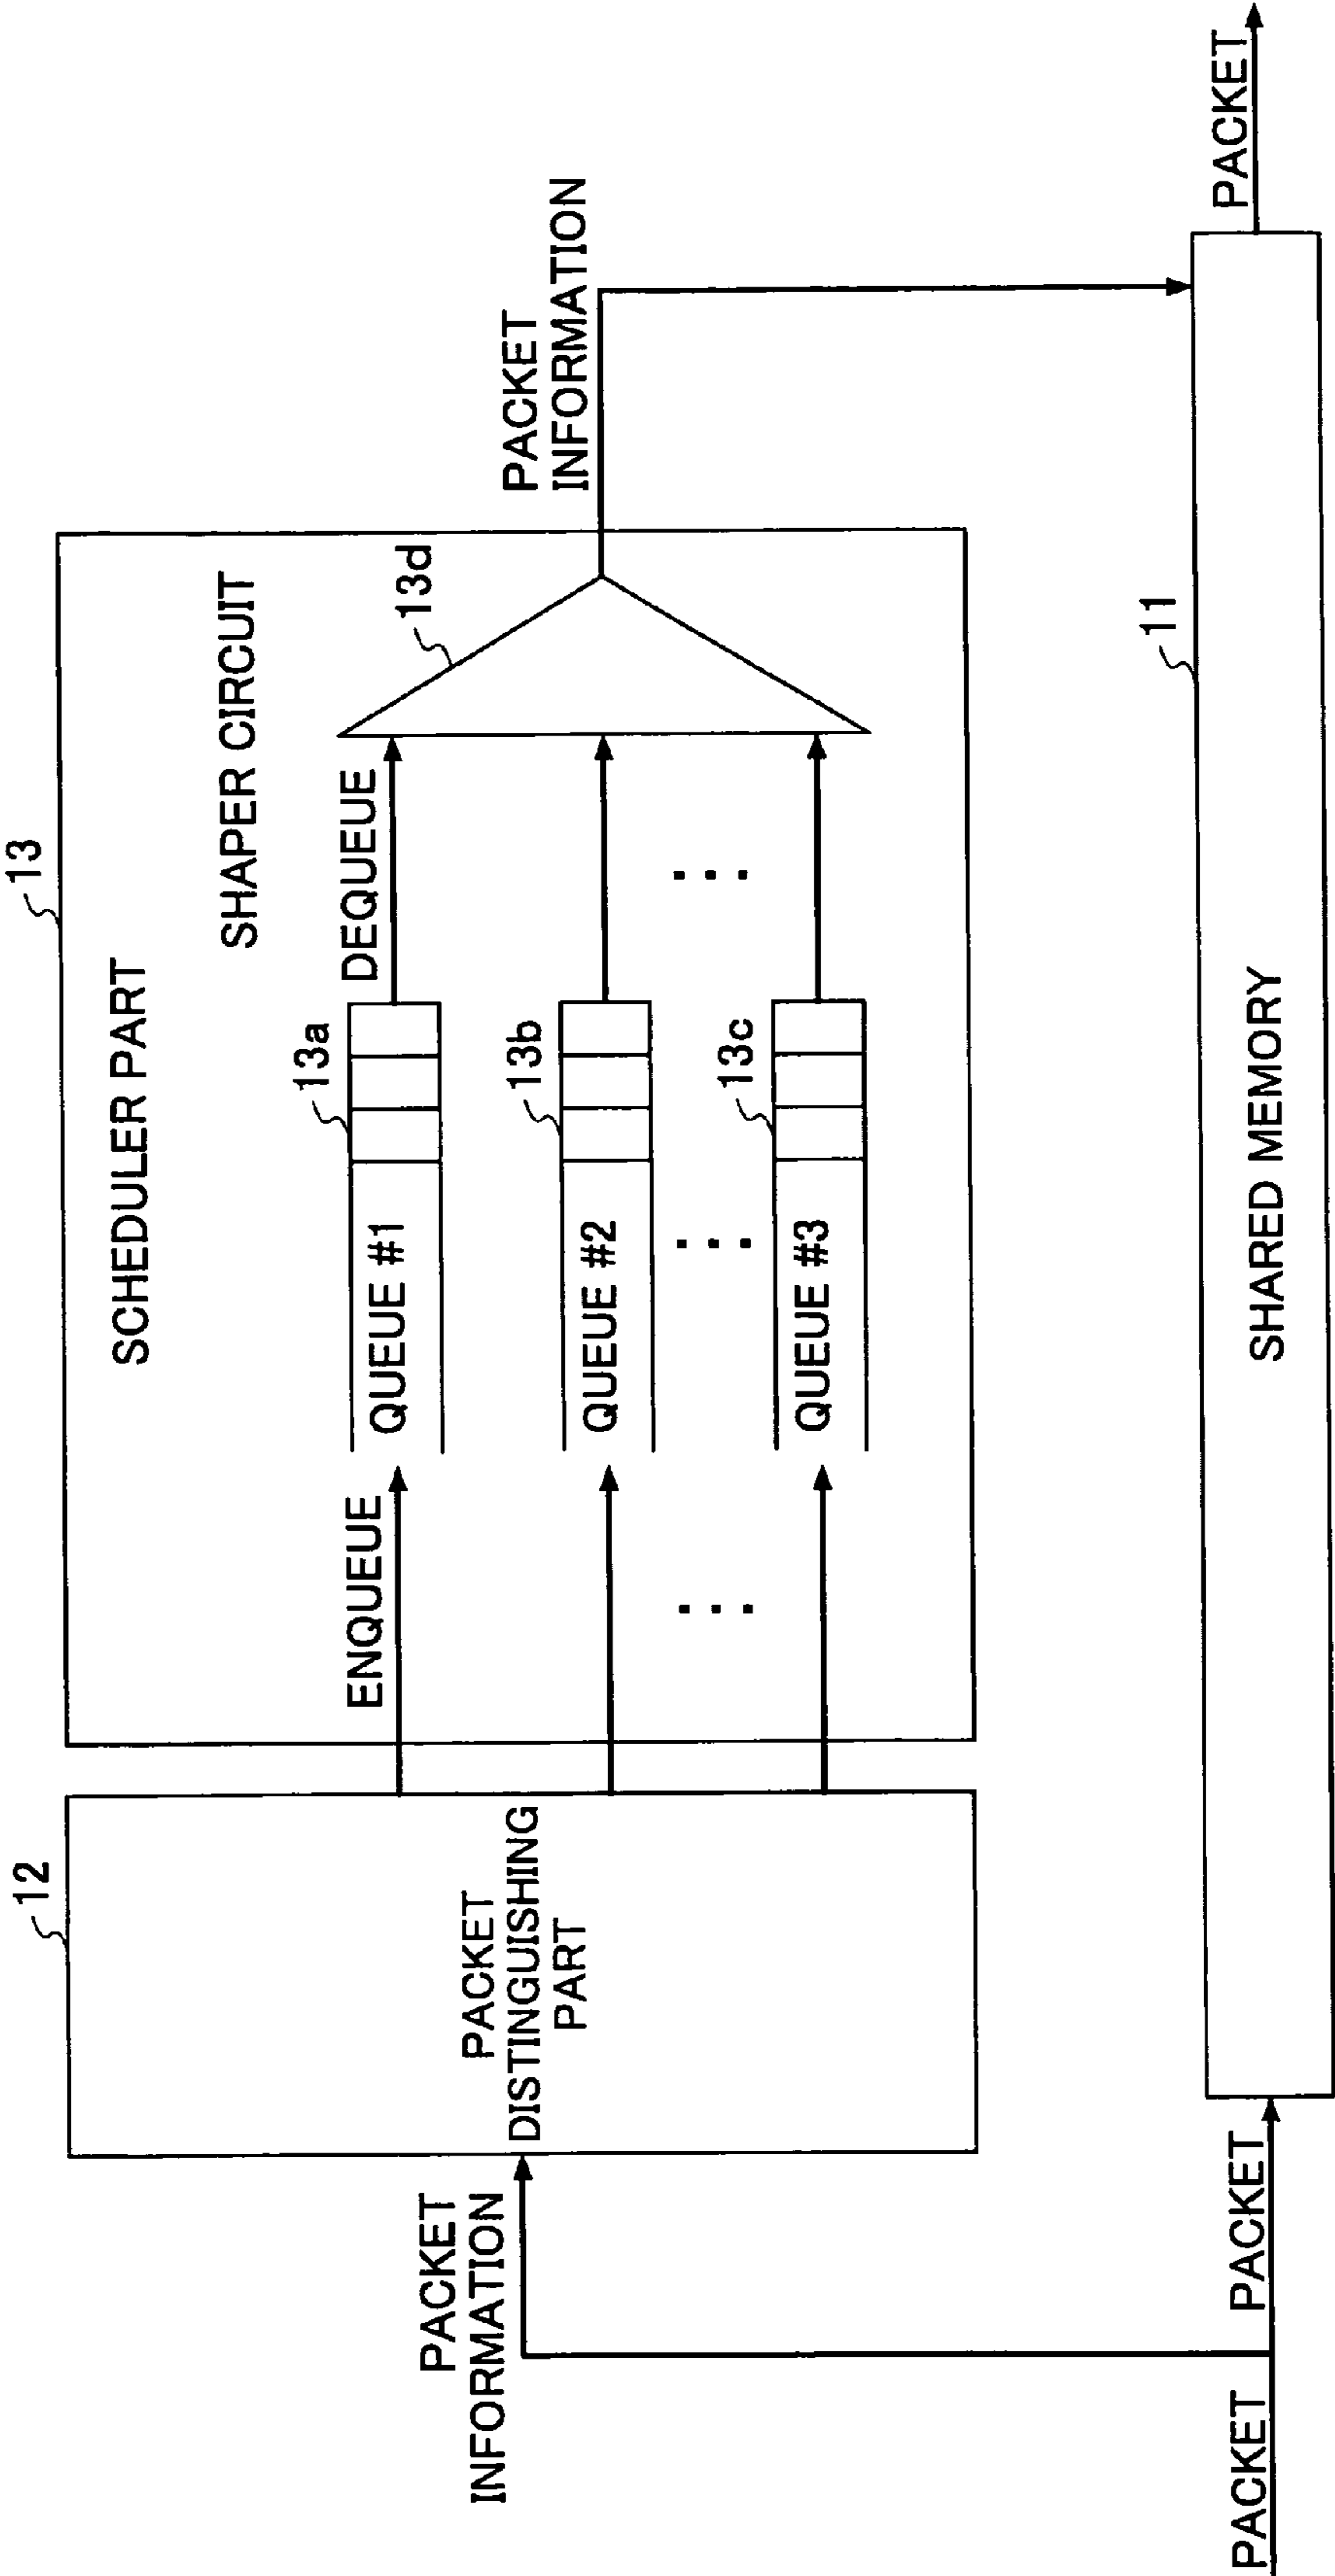 13
SCHEDULER PART
SHAPER CIRCUIT
12
ENQUEUE
13a
DEQUEUE
13d
QUEUE #1
PACKET
INFORMATION
PACKET
DISTINGUISHING
PART
13b
QUEUE #2
...
...
...
PACKET
INFORMATION
13c
QUEUE #3
11
PACKET
PACKET
SHARED MEMORY
PACKET